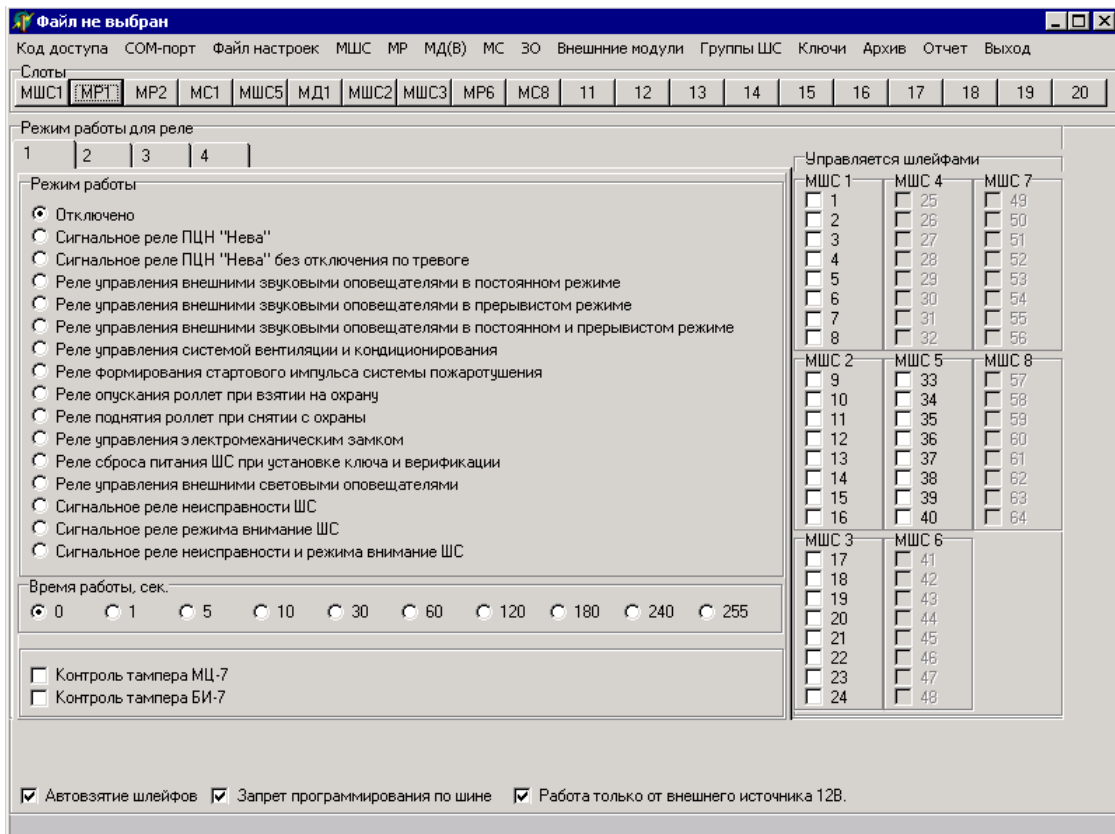 Файл не выбран
Код доступа COM-порт Файл настроек МШС МР МД(В) МС ЗО Внешнние модули Группы ШС Ключи Архив Отчет Выход
Слоты
МШС1 МР1 МР2 МС1 МШС5 МД1 МШС2 МШС3 МР6 МС8 11 12 13 14 15 16 17 18 19 20
Режим работы для реле
1 2 3 4
Режим работы
Отключено
Сигнальное реле ПЦН "Нева"
Сигнальное реле ПЦН "Нева" без отключения по тревоге
Реле управления внешними звуковыми оповещателями в постоянном режиме
Реле управления внешними звуковыми оповещателями в прерывистом режиме
Реле управления внешними звуковыми оповещателями в постоянном и прерывистом режиме
Реле управления системой вентиляции и кондиционирования
Реле формирования стартового импульса системы пожаротушения
Реле опускания роллет при взятии на охрану
Реле поднятия роллет при снятии с охраны
Реле управления электромеханическим замком
Реле сброса питания ШС при установке ключа и верификации
Реле управления внешними световыми оповещателями
Сигнальное реле неисправности ШС
Сигнальное реле режима внимание ШС
Сигнальное реле неисправности и режима внимание ШС
Время работы, сек.
0 1 5 10 30 60 120 180 240 255
Контроль тампера МЦ-7
Контроль тампера БИ-7
Управляется шлейфами
МШС 1 МШС 4 МШС 7
1 25 49
2 26 50
3 27 51
4 28 52
5 29 53
6 30 54
7 31 55
8 32 56
МШС 2 МШС 5 МШС 8
9 33 57
10 34 58
11 35 59
12 36 60
13 37 61
14 38 62
15 39 63
16 40 64
МШС 3 МШС 6
17 41
18 42
19 43
20 44
21 45
22 46
23 47
24 48
Автовзятие шлейфов Запрет программирования по шине Работа только от внешнего источника 12В.